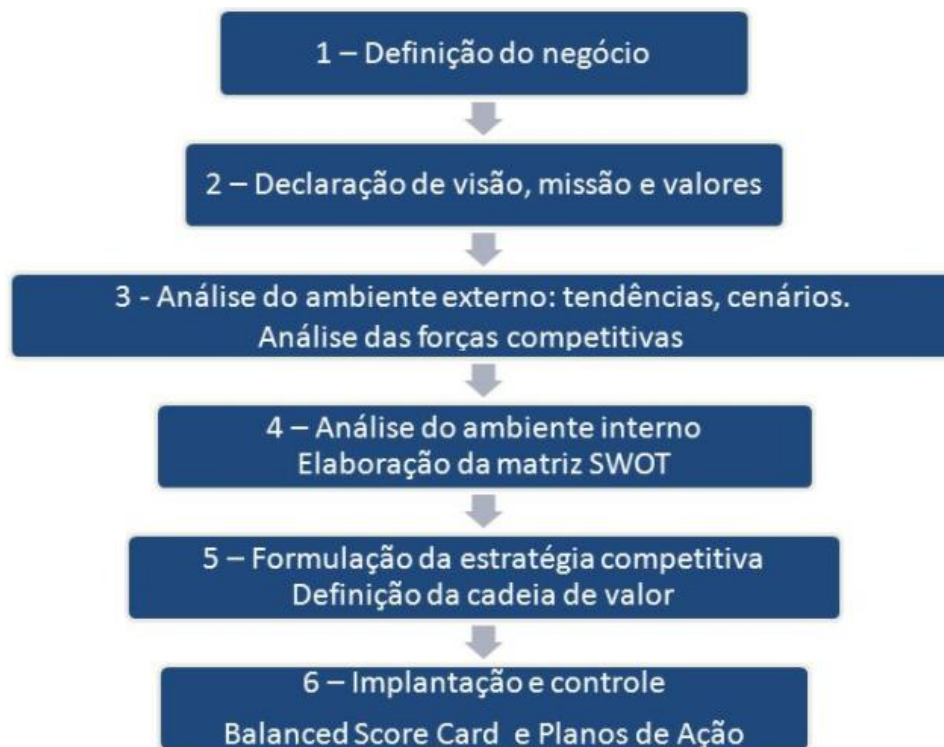 1 – Definição do negócio
2 – Declaração de visão, missão e valores
3 - Análise do ambiente externo: tendências, cenários.
Análise das forças competitivas
4 – Análise do ambiente interno
Elaboração da matriz SWOT
5 – Formulação da estratégia competitiva
Definição da cadeia de valor
6 – Implantação e controle
Balanced Score Card e Planos de Ação